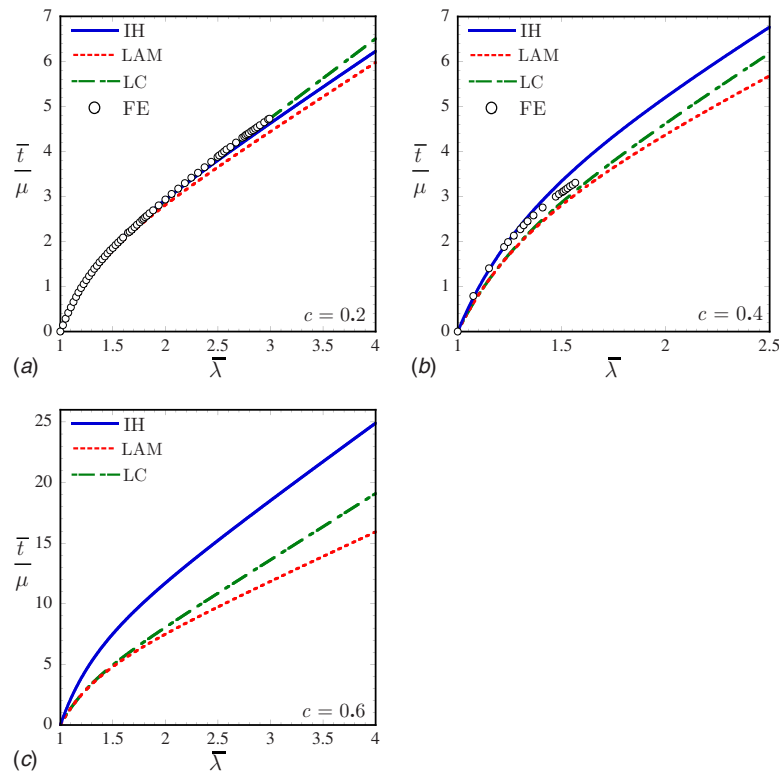 7
6
5
4
3
2
1
0
t̅
μ
IH
LAM
LC
FE
c = 0.2
1 1.5 2 2.5 3 3.5 4
λ̅
(a)
7
6
5
4
3
2
1
0
t̅
μ
IH
LAM
LC
FE
c = 0.4
1 1.5 2 2.5
λ̅
(b)
25
20
15
10
5
0
t̅
μ
IH
LAM
LC
c = 0.6
1 1.5 2 2.5 3 3.5 4
λ̅
(c)